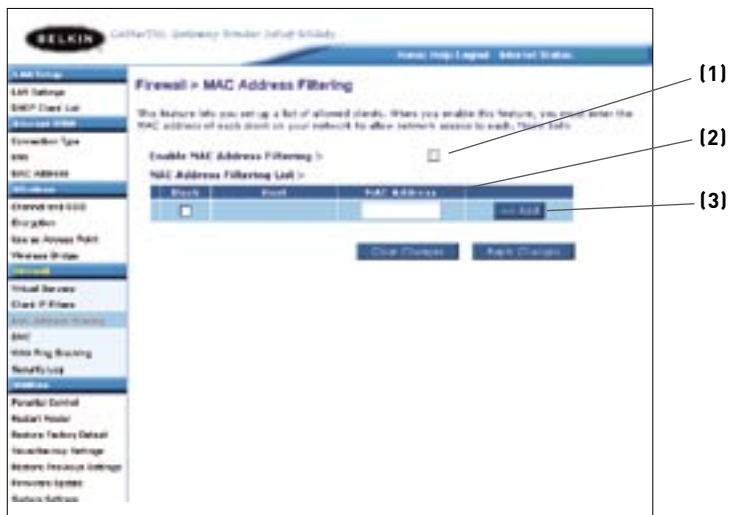 BELKIN
Cable/DSL Gateway Router Setup Utility
Home | Help | Logout Internet Status:
LAN Setup
LAN Settings
DHCP Client List
Internet WAN
Connection Type
DNS
MAC Address
Wireless
Channel and SSID
Encryption
Use as Access Point
Wireless Bridge
Firewall
Virtual Servers
Client IP Filters
MAC Address Filtering
DMZ
WAN Ping Blocking
Security Log
Utilities
Parental Control
Restart Router
Restore Factory Default
Save/Backup Settings
Restore Previous Settings
Firmware Update
System Settings
Firewall > MAC Address Filtering
This feature lets you set up a list of allowed clients. When you enable this feature, you must enter the
MAC address of each client on your network to allow network access to each. More Info
Enable MAC Address Filtering >
MAC Address Filtering List >
Block Host MAC Address
<< Add
Clear Changes Apply Changes
(1)
(2)
(3)